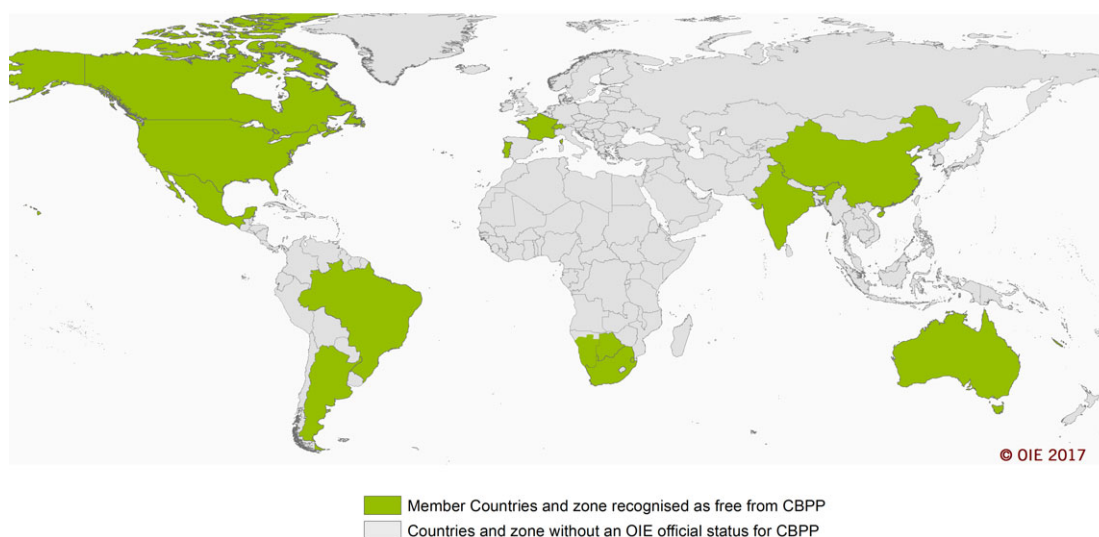 © OIE 2017
Member Countries and zone recognised as free from CBPP
Countries and zone without an OIE official status for CBPP